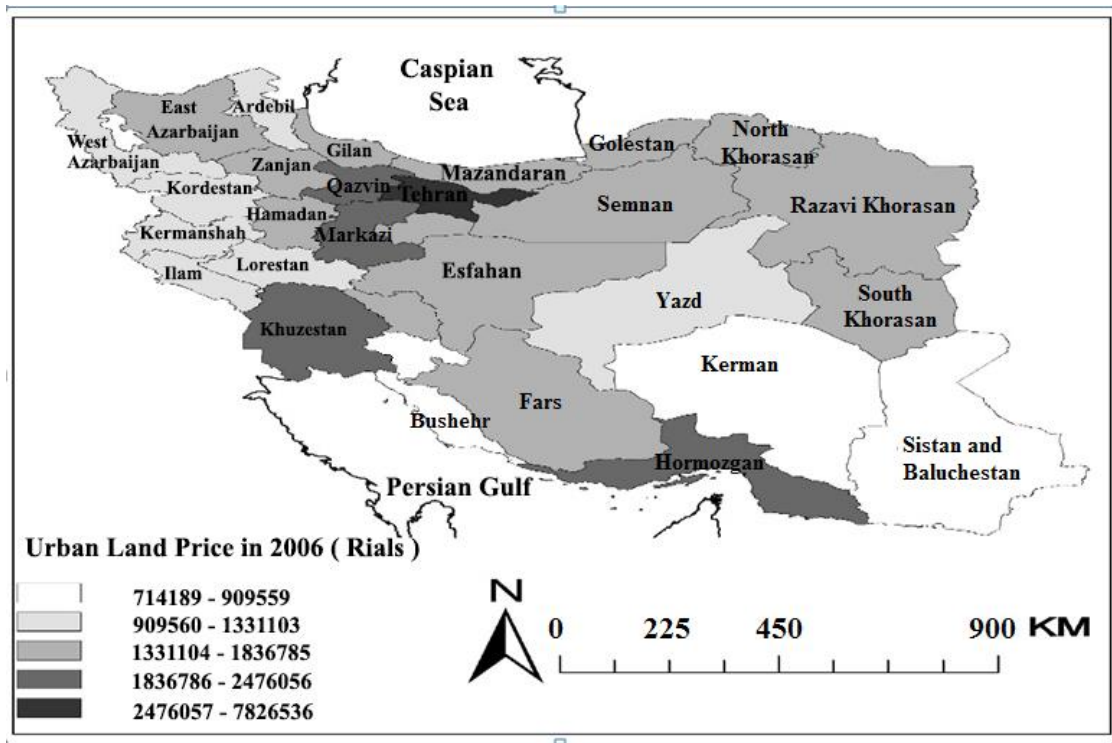 Caspian
Sea
East
Azarbaijan
Ardebil
West
Azarbaijan
Gilan
Golestan
North
Khorasan
Zanjan
Mazandaran
Kordestan
Qazvin
Tehran
Semnan
Razavi Khorasan
Hamadan
Kermanshah
Markazi
Ilam
Lorestan
Esfahan
Yazd
South
Khorasan
Khuzestan
Kerman
Bushehr
Fars
Sistan and
Baluchestan
Hormozgan
Persian Gulf
Urban Land Price in 2006 ( Rials )
714189 - 909559
909560 - 1331103
1331104 - 1836785
1836786 - 2476056
2476057 - 7826536
N
0 225 450 900 KM